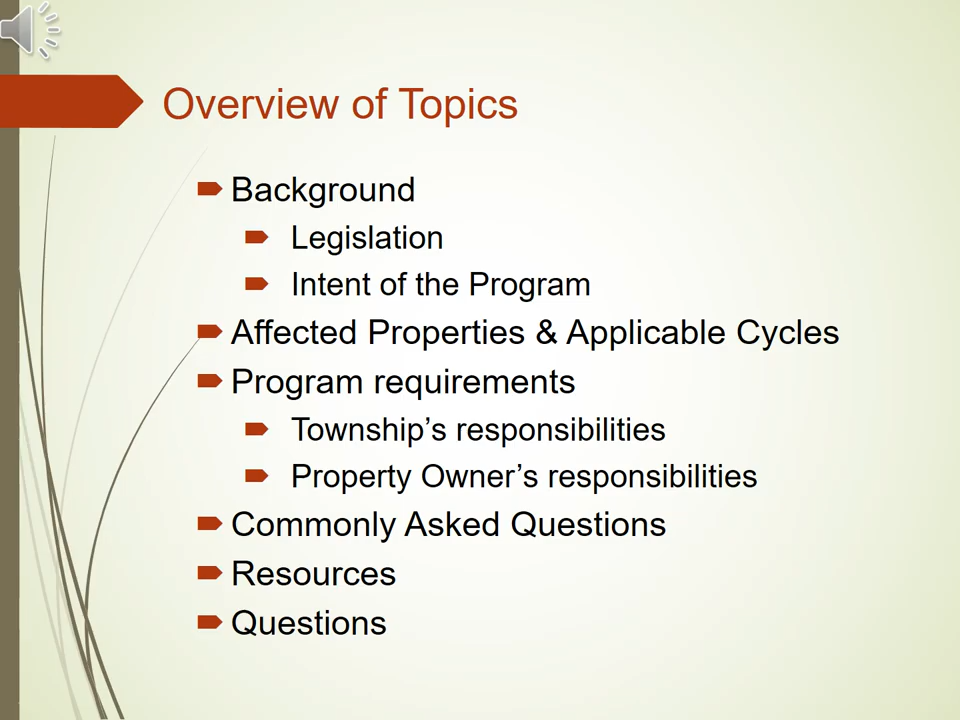 Overview of Topics
Background
Legislation
Intent of the Program
Affected Properties & Applicable Cycles
Program requirements
Township’s responsibilities
Property Owner’s responsibilities
Commonly Asked Questions
Resources
Questions